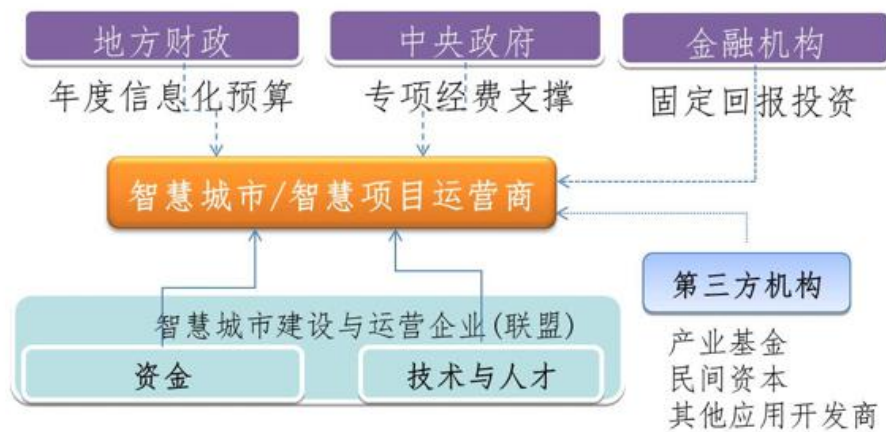 地方财政
中央政府
金融机构
年度信息化预算
专项经费支撑
固定回报投资
智慧城市/智慧项目运营商
第三方机构
智慧城市建设与运营企业(联盟)
资金
技术与人才
产业基金
民间资本
其他应用开发商